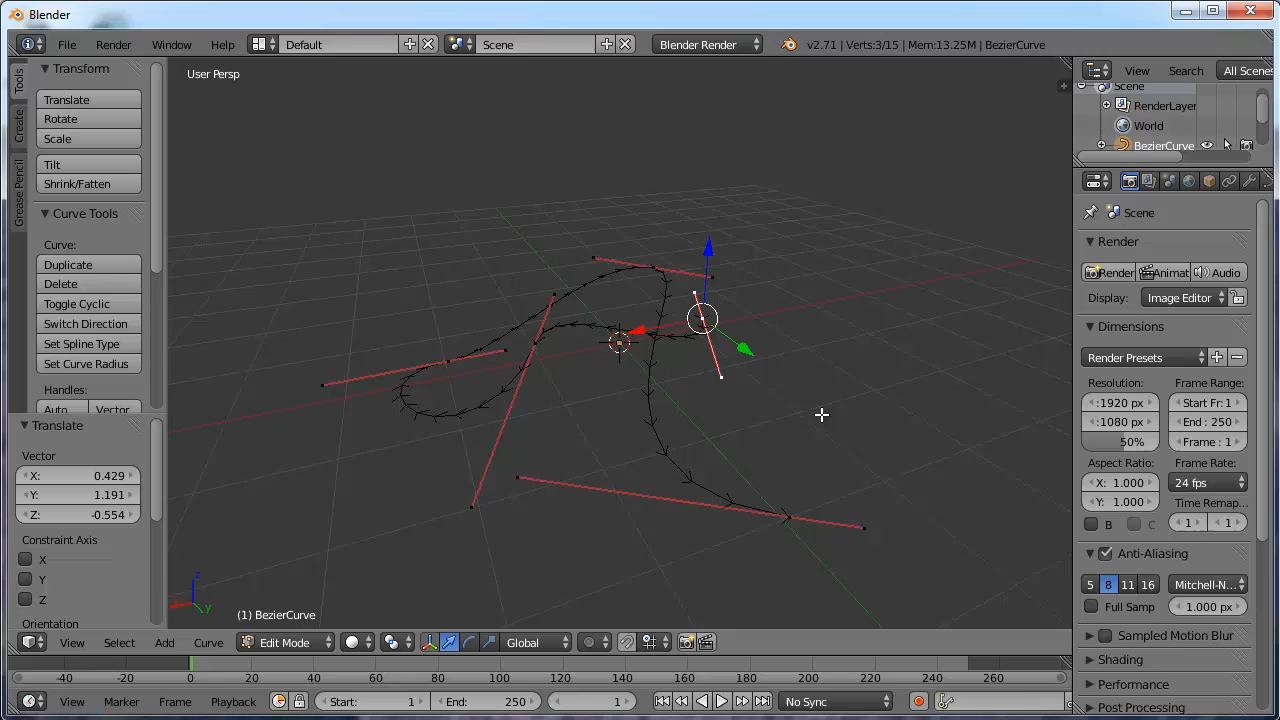 Blender
File Render Window Help Default Scene Blender Render v2.71 | Verts:3/15 | Mem:13.25M | BezierCurve
Tools
Create
Grease Pencil
Transform
Translate
Rotate
Scale
Tilt
Shrink/Fatten
Curve Tools
Curve:
Duplicate
Delete
Toggle Cyclic
Switch Direction
Set Spline Type
Set Curve Radius
Handles:
Auto Vector
Translate
Vector
X: 0.429
Y: 1.191
Z: -0.554
Constraint Axis
X
Y
Z
Orientation
User Persp
z
y
(1) BezierCurve
View Select Add Curve Edit Mode Global
-40 -20 0 20 40 60 80 100 120 140 160 180 200 220 240 260
View Marker Frame Playback Start: 1 End: 250 1 No Sync
View Search All Scenes
Scene
RenderLayer
World
BezierCurve
Scene
Render
Render Animat Audio
Display: Image Editor
Dimensions
Render Presets
Resolution: Frame Range:
:1920 px Start Fr: 1
:1080 px End : 250
50% Frame : 1
Aspect Ratio: Frame Rate:
X: 1.000 24 fps
Y: 1.000 Time Remap...
B C 1 1
Anti-Aliasing
5 8 11 16 Mitchell-N...
Full Samp 1.000 px
Sampled Motion Blur
Shading
Performance
Post Processing